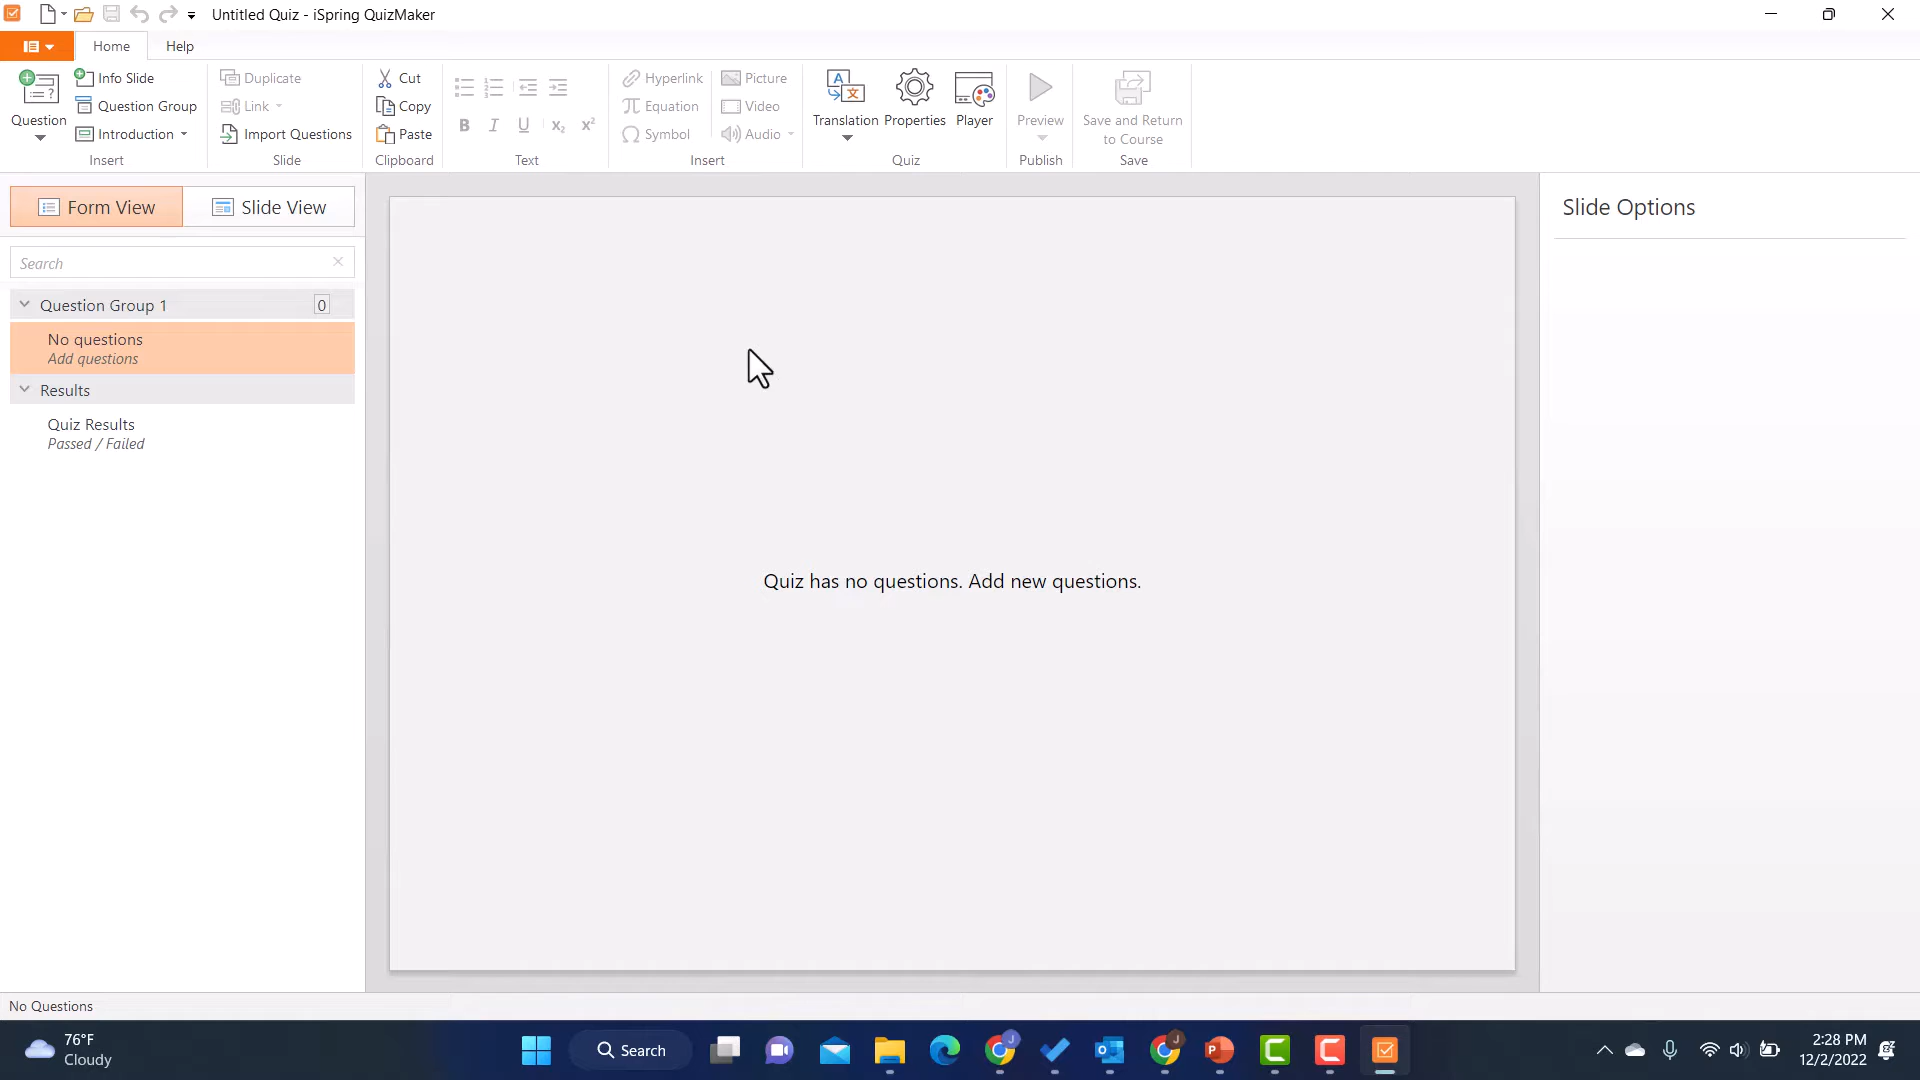 Untitled Quiz - iSpring QuizMaker
Home
Help
Question
Info Slide
Question Group
Introduction
Insert
Duplicate
Link
Import Questions
Slide
Cut
Copy
Paste
Clipboard
B I U x₂ x²
Text
Hyperlink
Equation
Symbol
Picture
Video
Audio
Insert
Translation
Properties
Player
Quiz
Preview
Publish
Save and Return
to Course
Save
Form View
Slide View
Search
Question Group 1
0
No questions
Add questions
Results
Quiz Results
Passed / Failed
Quiz has no questions. Add new questions.
Slide Options
No Questions
76°F
Cloudy
Search
2:28 PM
12/2/2022